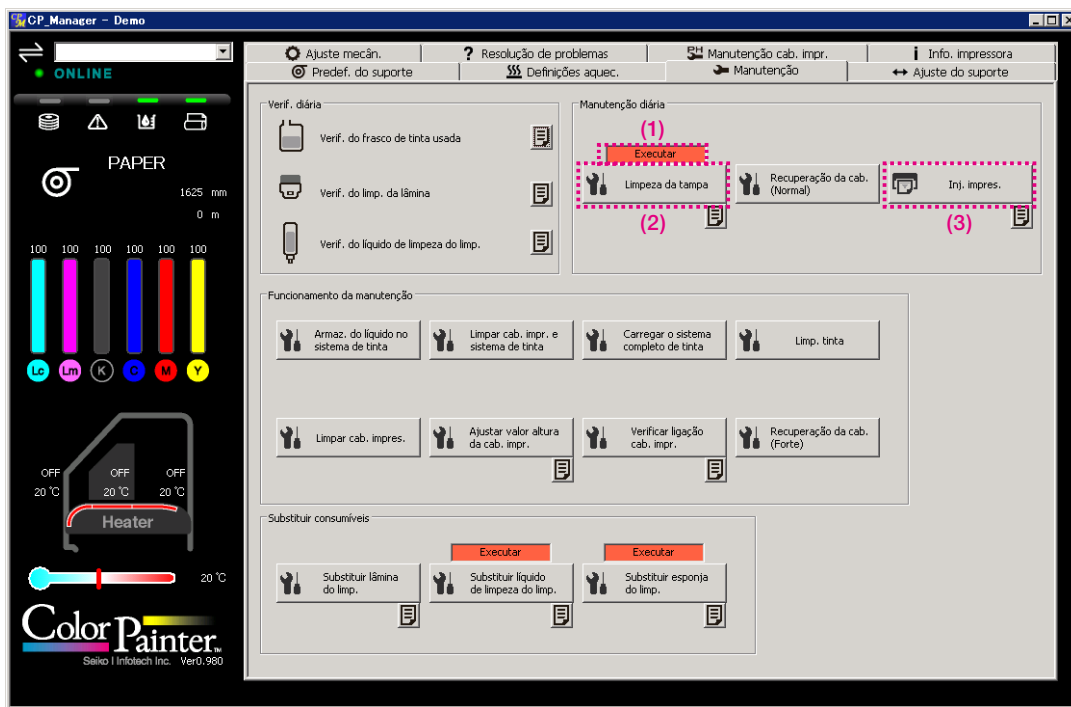 CP_Manager - Demo
ONLINE
PAPER
1625 mm
0 m
100 100 100 100 100 100
Lc Lm K C M Y
OFF OFF OFF
20 °C 20 °C 20 °C
Heater
20 °C
Color Painter™
Seiko I Infotech Inc. Ver0.980
Ajuste mecân.
Resolução de problemas
PH Manutenção cab. impr.
Info. impressora
Predef. do suporte
Definições aquec.
Manutenção
Ajuste do suporte
Verif. diária
Verif. do frasco de tinta usada
Verif. do limp. da lâmina
Verif. do líquido de limpeza do limp.
Manutenção diária
(1)
Executar
Limpeza da tampa
(2)
Recuperação da cab.
(Normal)
Inj. impres.
(3)
Funcionamento da manutenção
Armaz. do líquido no
sistema de tinta
Limpar cab. impr. e
sistema de tinta
Carregar o sistema
completo de tinta
Limp. tinta
Limpar cab. impres.
Ajustar valor altura
da cab. impr.
Verificar ligação
cab. impr.
Recuperação da cab.
(Forte)
Substituir consumíveis
Substituir lâmina
do limp.
Executar
Substituir líquido
de limpeza do limp.
Executar
Substituir esponja
do limp.